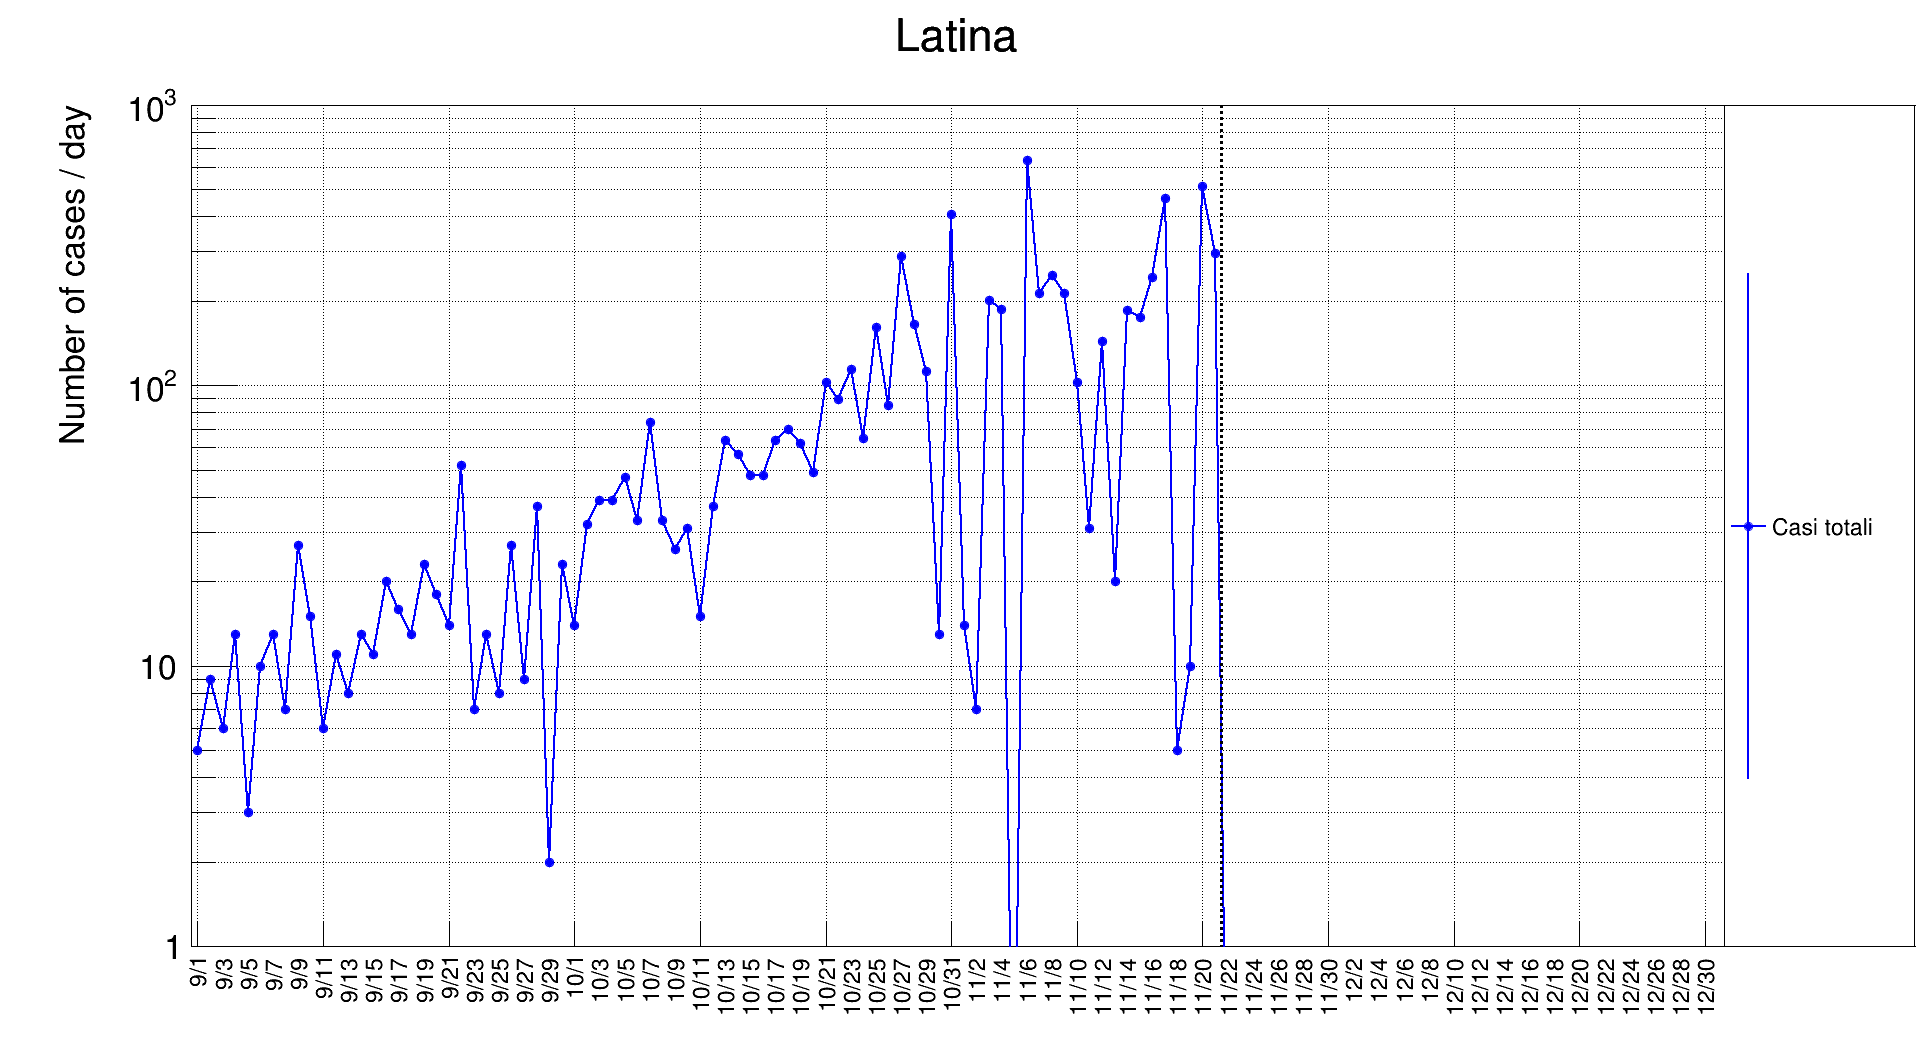 Latina
Number of cases / day
10³
10²
10
1
9/1 9/3 9/5 9/7 9/9 9/11 9/13 9/15 9/17 9/19 9/21 9/23 9/25 9/27 9/29 10/1 10/3 10/5 10/7 10/9 10/11 10/13 10/15 10/17 10/19 10/21 10/23 10/25 10/27 10/29 10/31 11/2 11/4 11/6 11/8 11/10 11/12 11/14 11/16 11/18 11/20 11/22 11/24 11/26 11/28 11/30 12/2 12/4 12/6 12/8 12/10 12/12 12/14 12/16 12/18 12/20 12/22 12/24 12/26 12/28 12/30
Casi totali